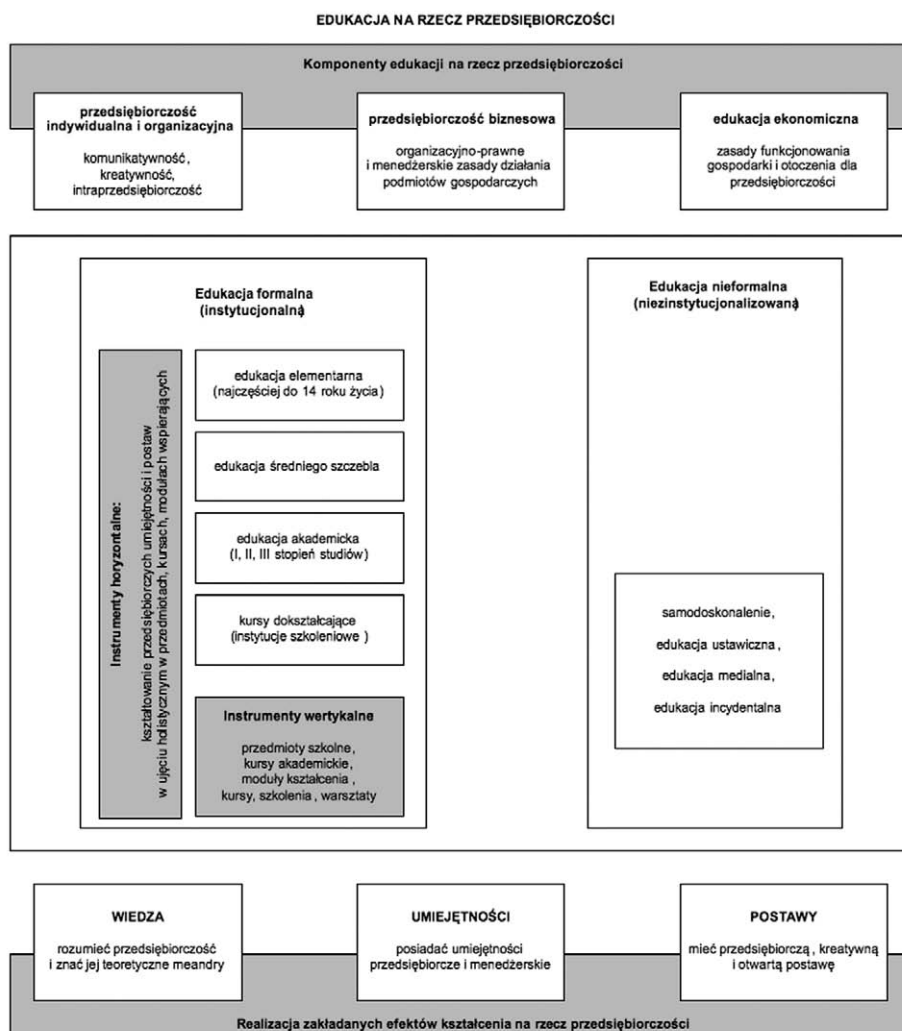 EDUKACJA NA RZECZ PRZEDSIĘBIORCZOŚCI
Komponenty edukacji na rzecz przedsiębiorczości
przedsiębiorczość
indywidualna i organizacyjna
komunikatywność,
kreatywność,
intraprzedsiębiorczość
przedsiębiorczość biznesowa
organizacyjno-prawne
i menedżerskie zasady działania
podmiotów gospodarczych
edukacja ekonomiczna
zasady funkcjonowania
gospodarki i otoczenia dla
przedsiębiorczości
Edukacja formalna
(instytucjonalna)
Instrumenty horyzontalne:
kształtowanie przedsiębiorczych umiejętności i postaw
w ujęciu holistycznym w przedmiotach, kursach, modułach wspierających
edukacja elementarna
(najczęściej do 14 roku życia)
edukacja średniego szczebla
edukacja akademicka
(I, II, III stopień studiów)
kursy dokształcające
(instytucje szkoleniowe)
Instrumenty wertykalne
przedmioty szkolne,
kursy akademickie,
moduły kształcenia,
kursy, szkolenia, warsztaty
Edukacja nieformalna
(niezinstytucjonalizowana)
samodoskonalenie,
edukacja ustawiczna,
edukacja medialna,
edukacja incydentalna
WIEDZA
rozumieć przedsiębiorczość
i znać jej teoretyczne meandry
UMIEJĘTNOŚCI
posiadać umiejętności
przedsiębiorcze i menedżerskie
POSTAWY
mieć przedsiębiorczą, kreatywną
i otwartą postawę
Realizacja zakładanych efektów kształcenia na rzecz przedsiębiorczości